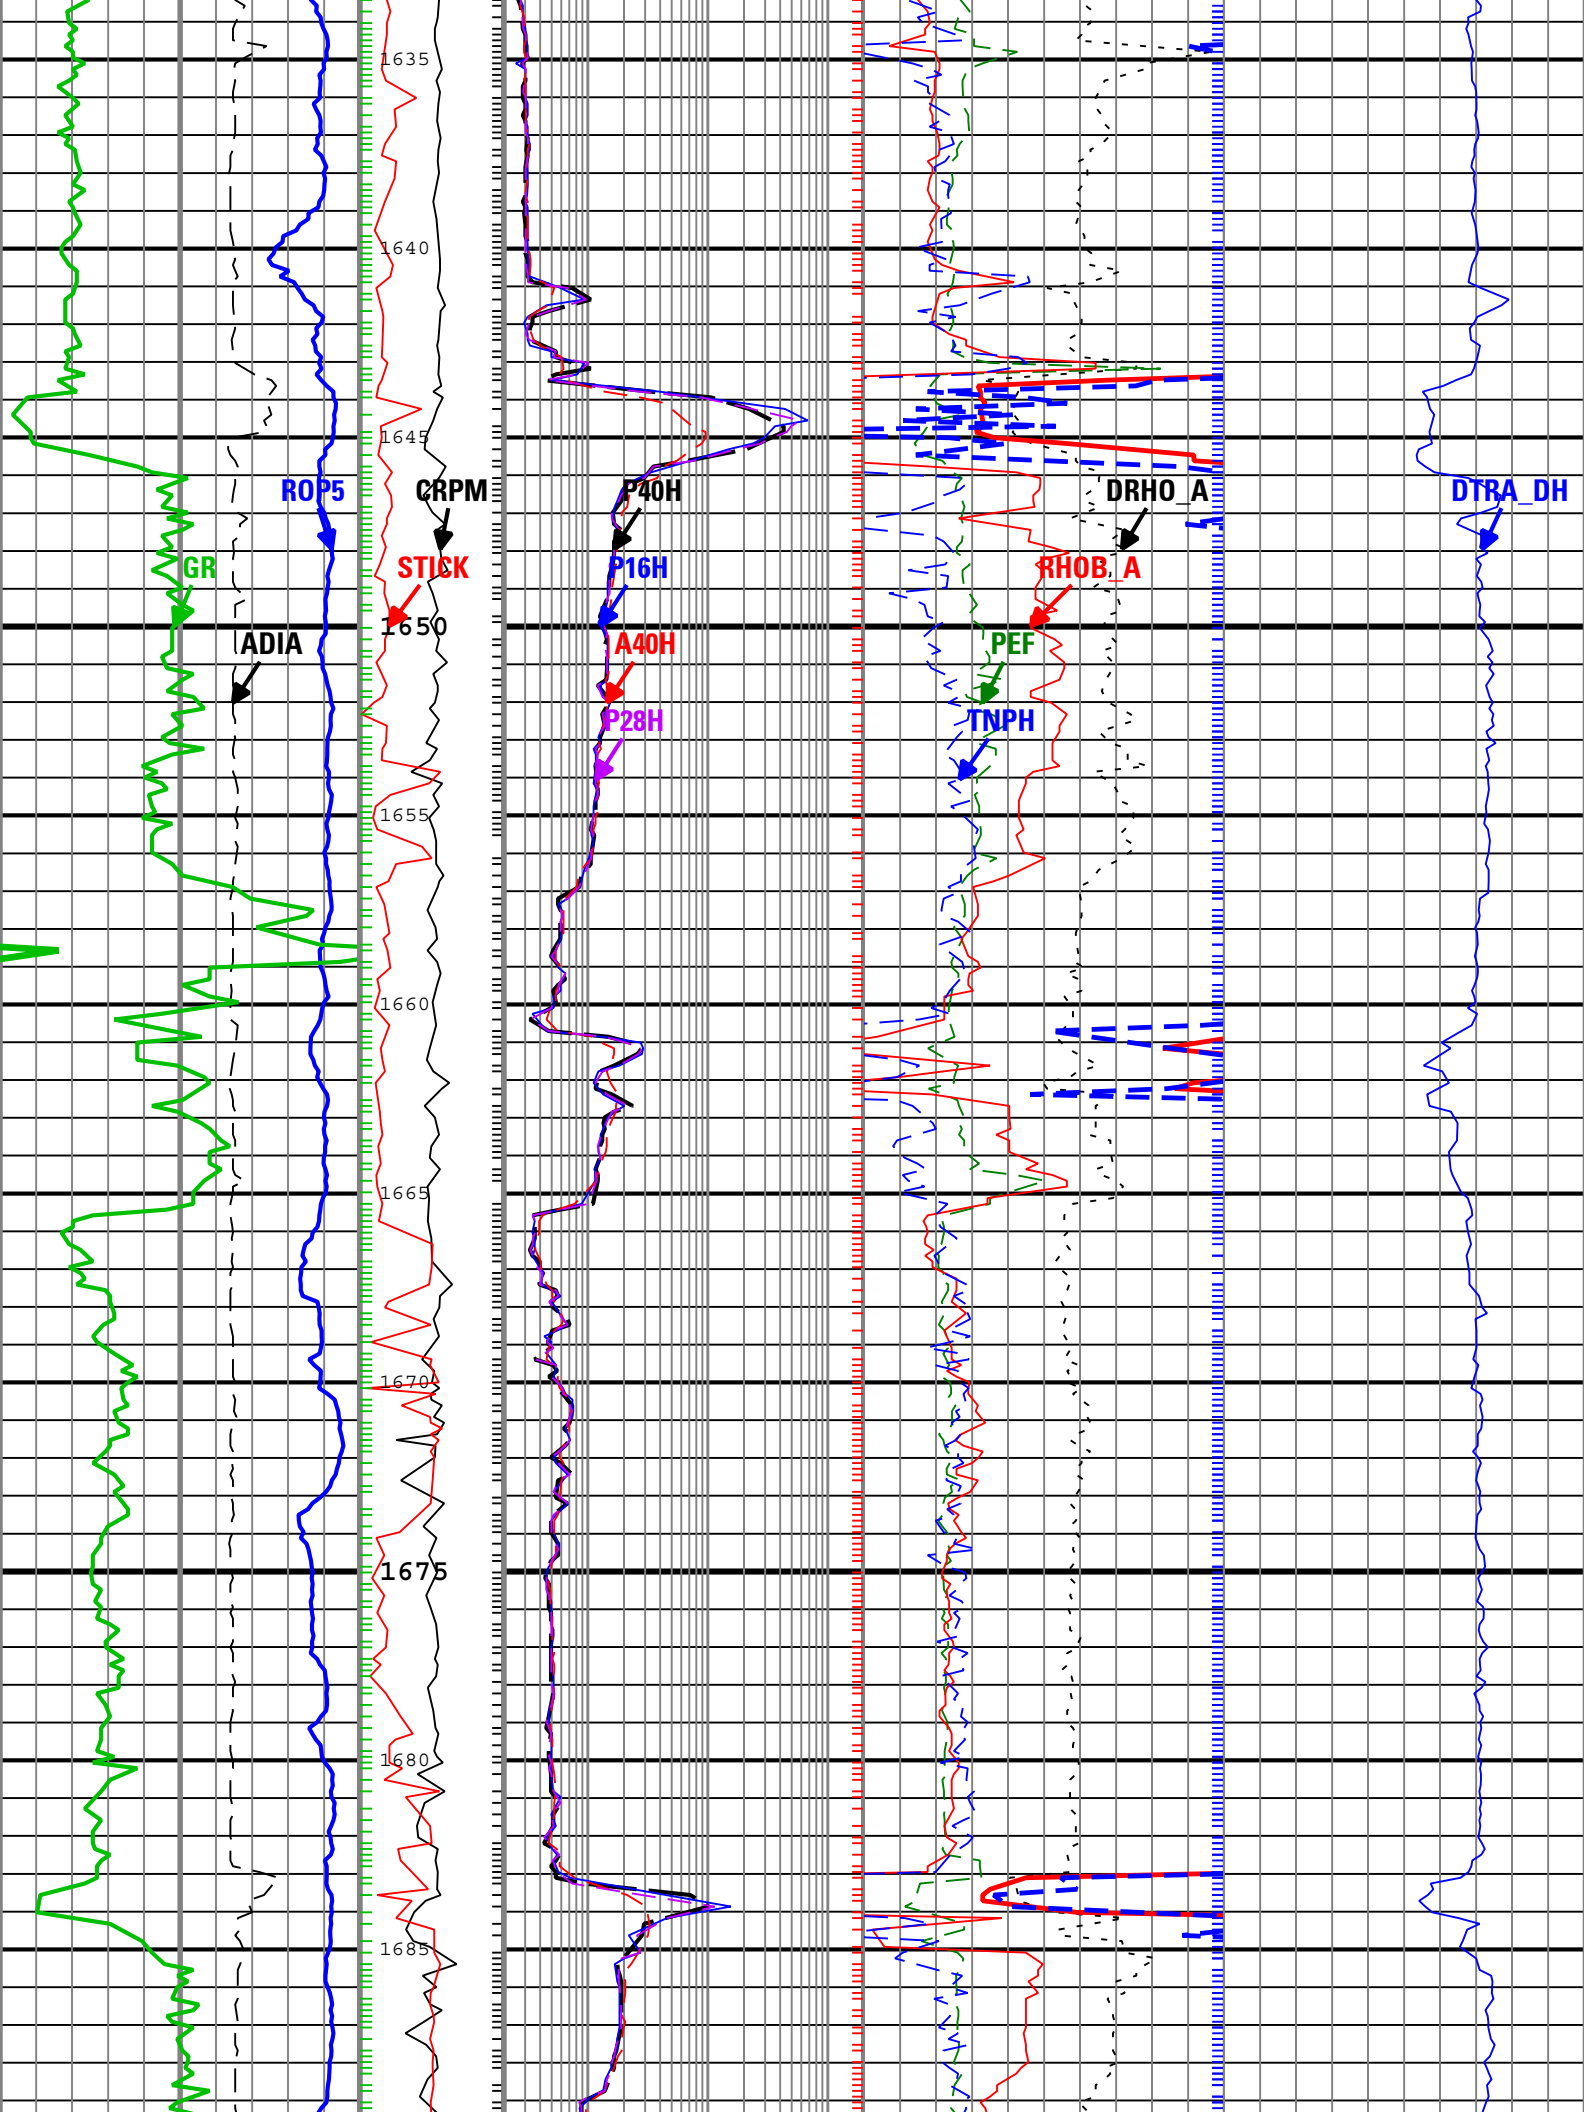 1635
1640
1645
ROP5 CRPM P40H DRHO_A DTRA_DH
GR STICK P16H RHOB_A
1650
ADIA A40H PEF
P28H TNPH
1655
1660
1665
1670
1675
1680
1685